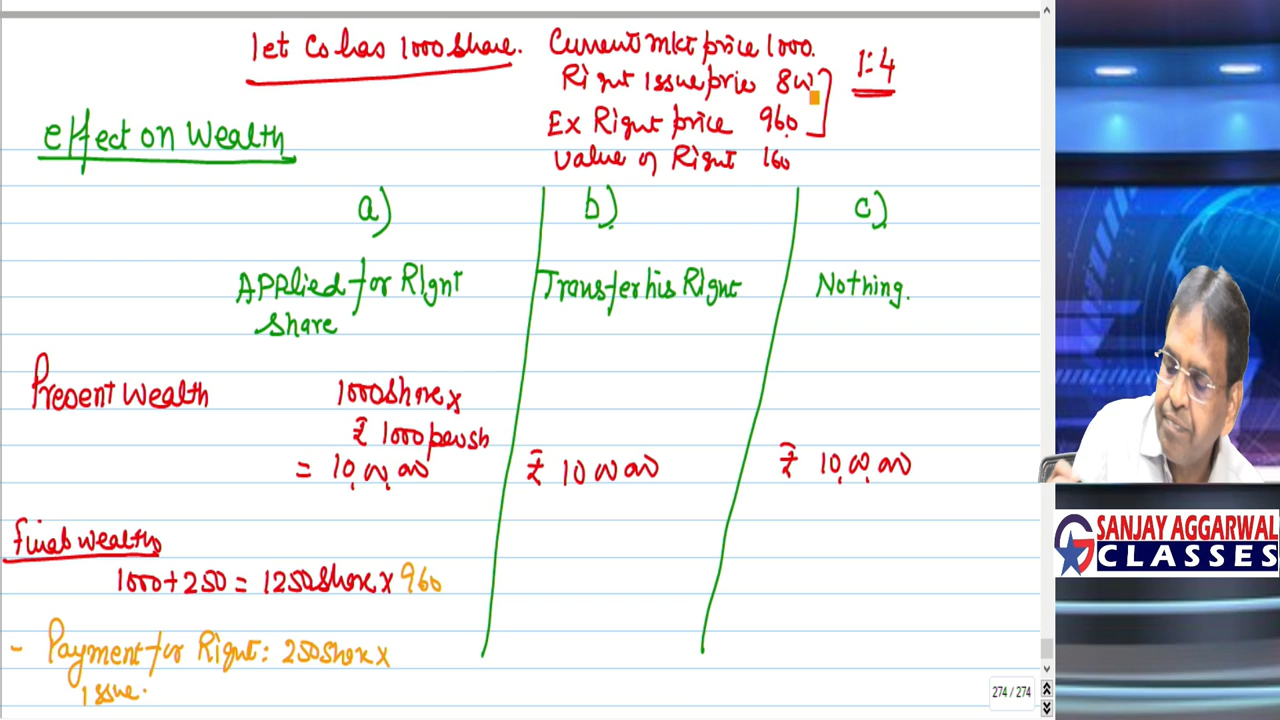 let Co has 1000 Share. Current mkt price 1000.
Right Issue price 800
1:4
Ex Right price 960
Value of Right 160
Effect on Wealth
a) b) c)
Applied for Right Transfer his Right Nothing.
Share
Present Wealth 1000 share x
₹ 1000 per sh
= 10,00,000 ₹ 1000000 ₹ 10,00,000
Final wealth
1000 + 250 = 1250 share x 960
- Payment for Right: 250 share x
Issue.
SANJAY AGGARWAL
CLASSES
274 / 274